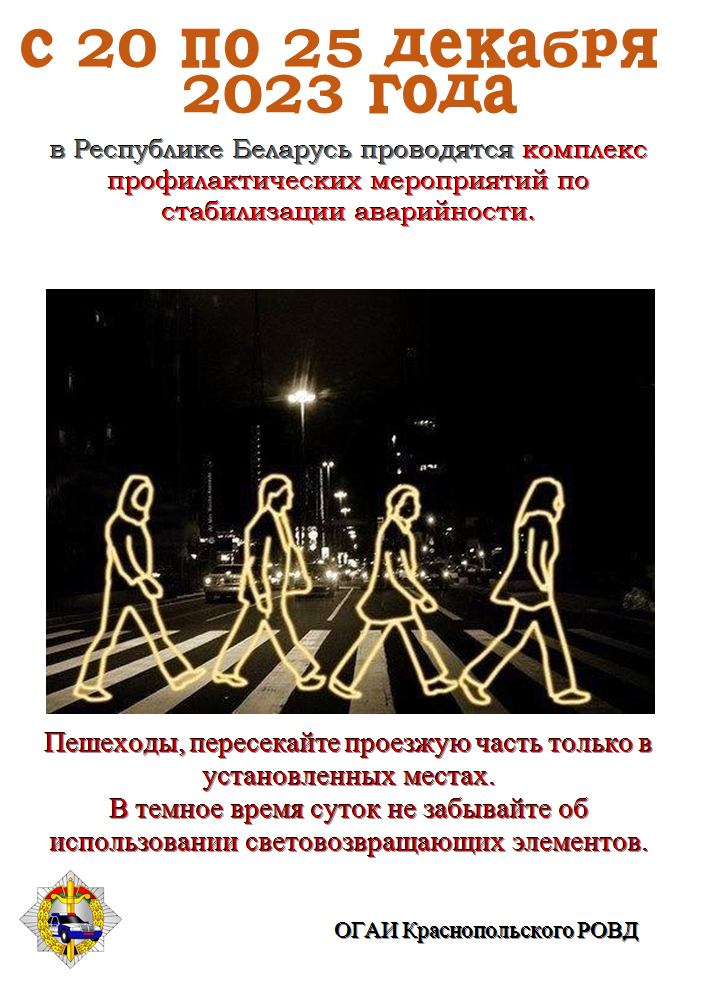 с 20 по 25 декабря
2023 года
в Республике Беларусь проводятся комплекс
профилактических мероприятий по
стабилизации аварийности.
Пешеходы, пересекайте проезжую часть только в
установленных местах.
В темное время суток не забывайте об
использовании световозвращающих элементов.
ОГАИ Краснопольского РОВД